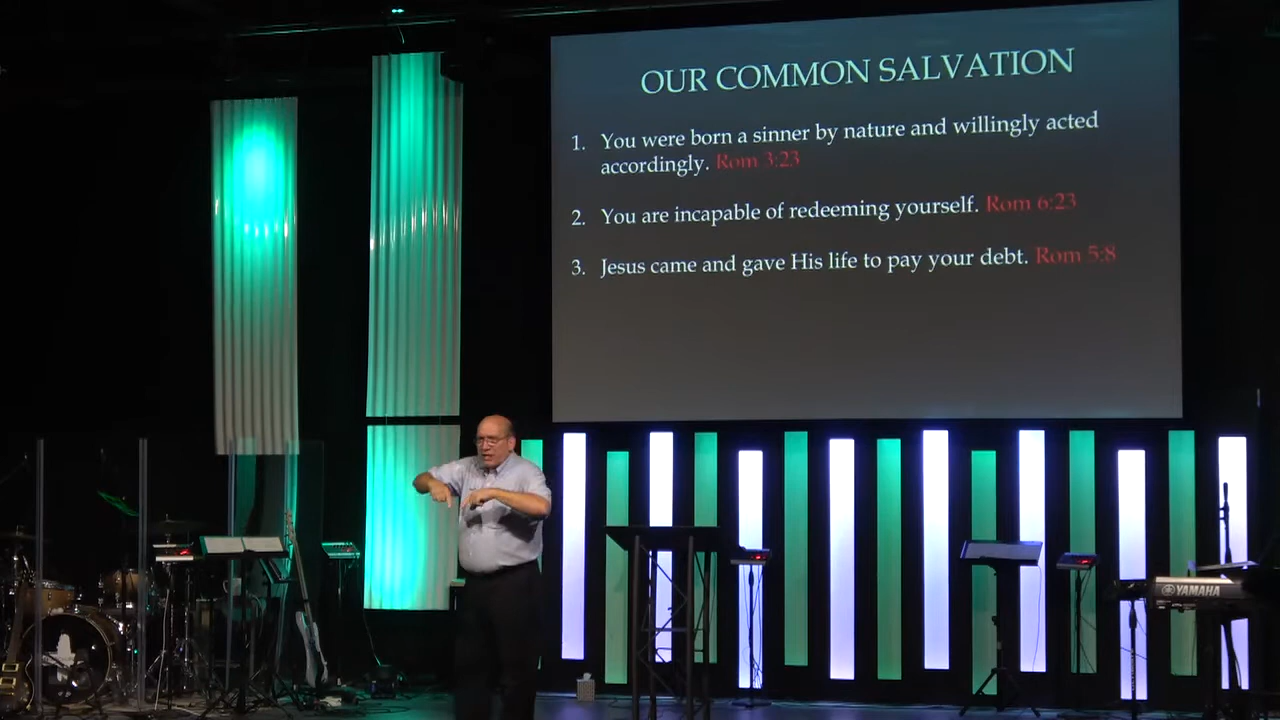 OUR COMMON SALVATION
1. You were born a sinner by nature and willingly acted
accordingly. Rom 3:23
2. You are incapable of redeeming yourself. Rom 6:23
3. Jesus came and gave His life to pay your debt. Rom 5:8
YAMAHA